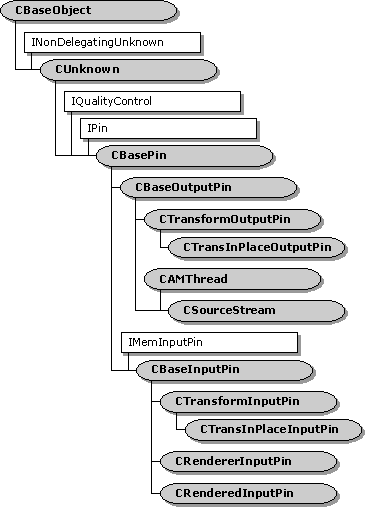 CBaseObject
INonDelegatingUnknown
CUnknown
IQualityControl
IPin
CBasePin
CBaseOutputPin
CTransformOutputPin
CTransInPlaceOutputPin
CAMThread
CSourceStream
IMemInputPin
CBaseInputPin
CTransformInputPin
CTransInPlaceInputPin
CRendererInputPin
CRenderedInputPin